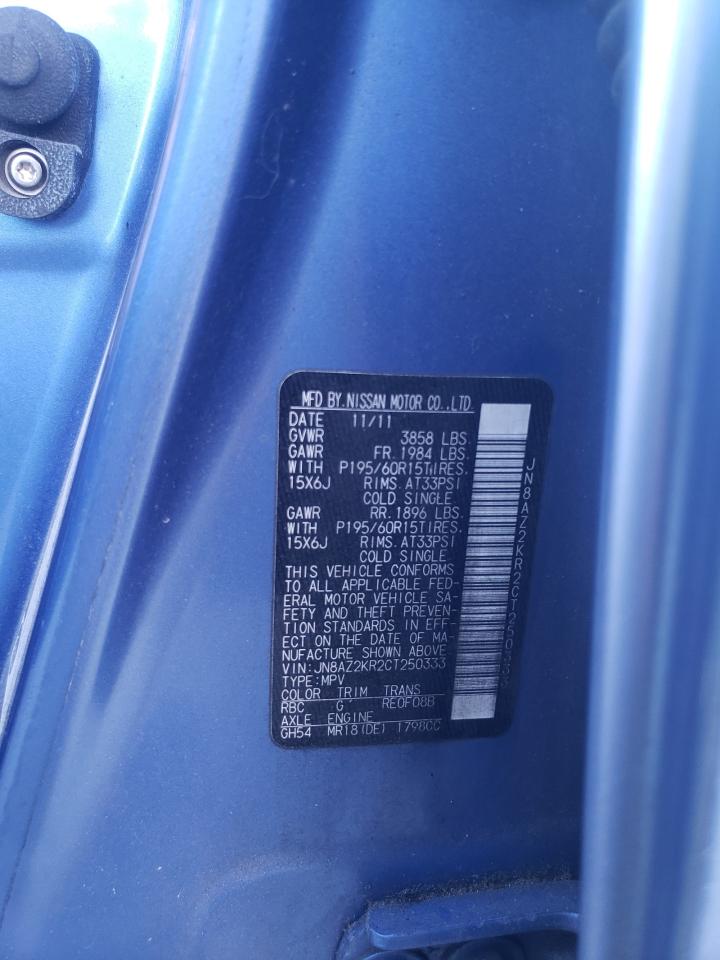 MFD BY NISSAN MOTOR CO.,LTD.
DATE 11/11
GVWR 3858 LBS.
GAWR FR. 1984 LBS.
WITH P195/60R15TIRES.
15X6J RIMS. AT33PSI
COLD SINGLE.
GAWR RR. 1896 LBS.
WITH P195/60R15TIRES.
15X6J RIMS. AT33PSI
COLD SINGLE.
THIS VEHICLE CONFORMS
TO ALL APPLICABLE FED-
ERAL MOTOR VEHICLE SA-
FETY AND THEFT PREVEN-
TION STANDARDS IN EFF-
ECT ON THE DATE OF MA-
NUFACTURE SHOWN ABOVE.
VIN:JN8AZ2KR2CT250333
TYPE:MPV
COLOR TRIM TRANS
RBC G RE0F08B
AXLE ENGINE
GH54 MR18(DE) 1798CC
JN8AZ2KR2CT250333